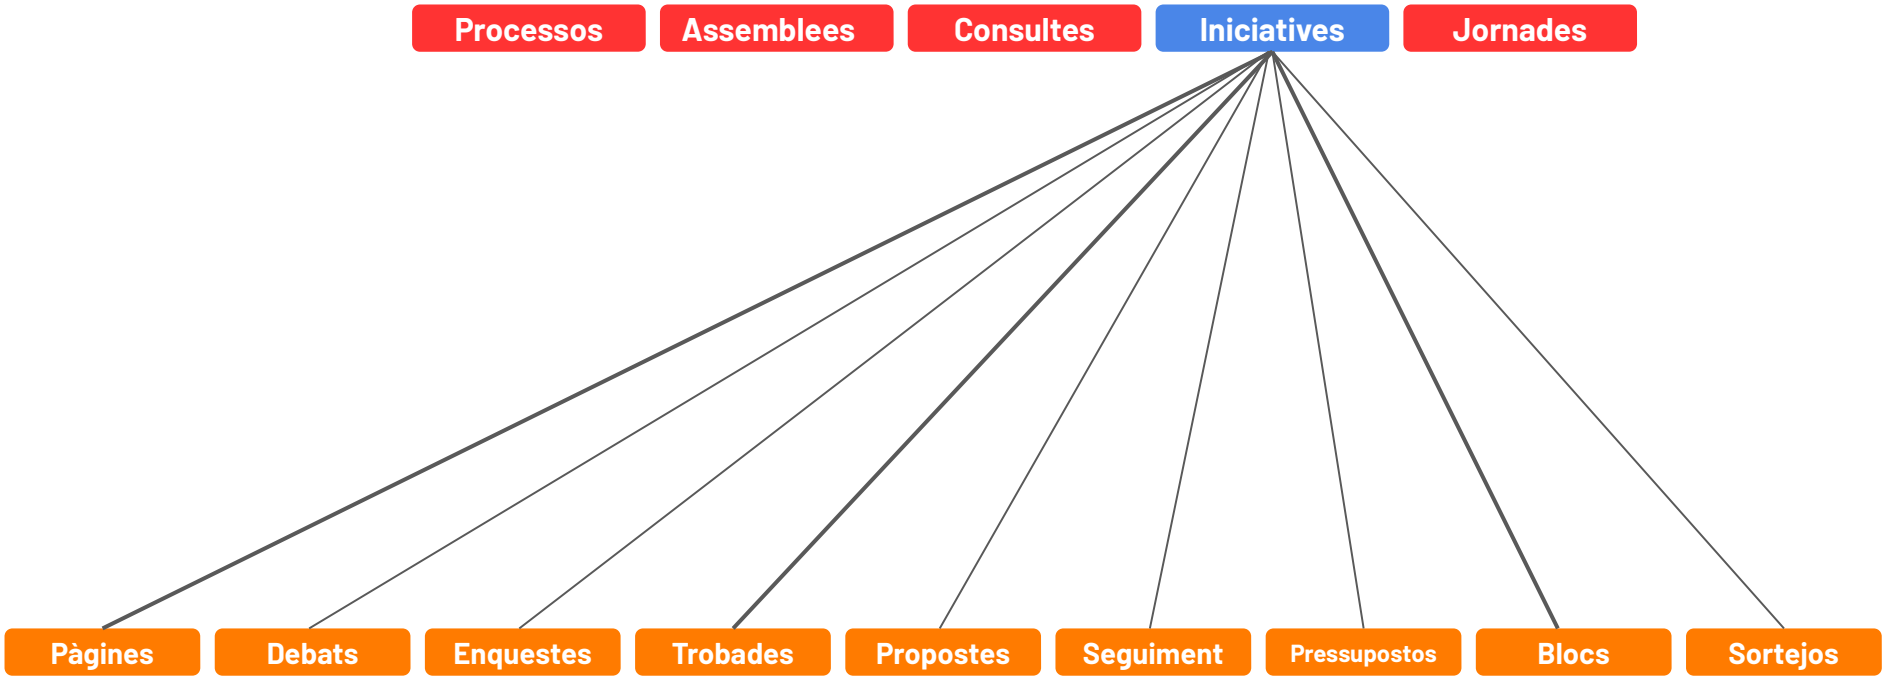 Processos Assemblees Consultes Iniciatives Jornades
Pàgines Debats Enquestes Trobades Propostes Seguiment Pressupostos Blocs Sortejos